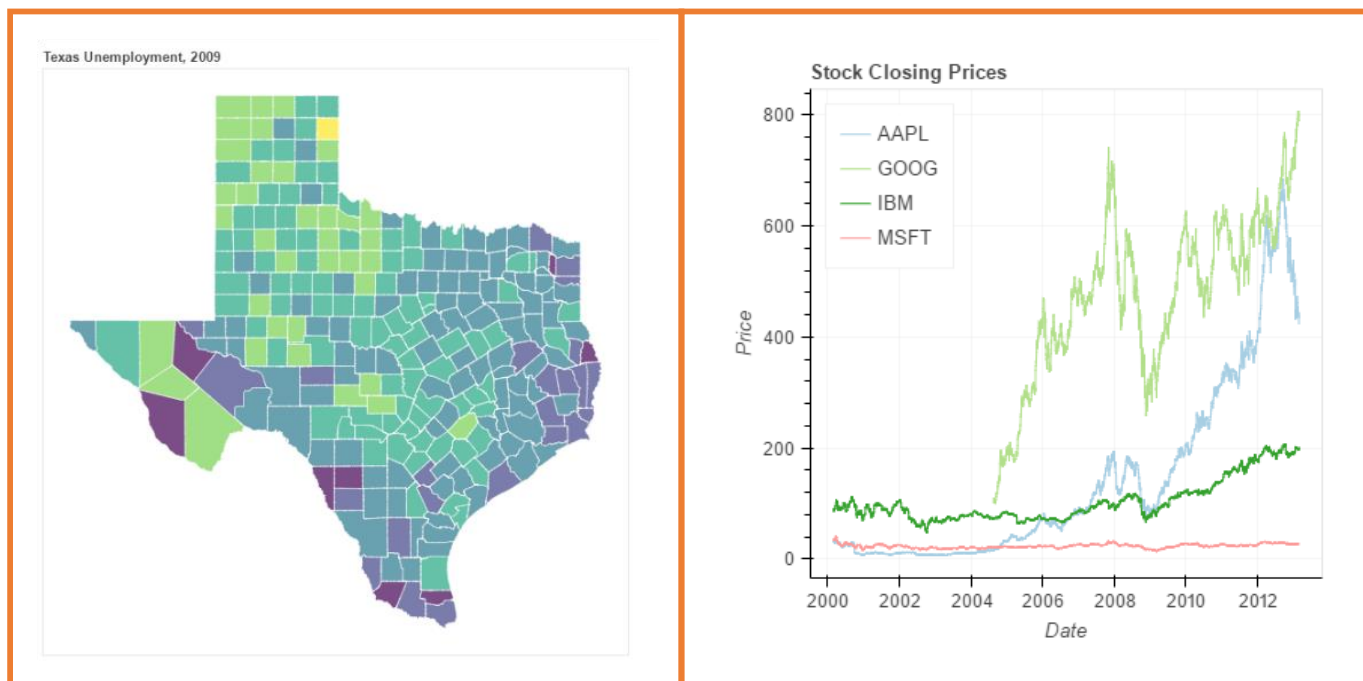 Texas Unemployment, 2009
Stock Closing Prices
AAPL
GOOG
IBM
MSFT
800
600
400
200
0
Price
2000 2002 2004 2006 2008 2010 2012
Date